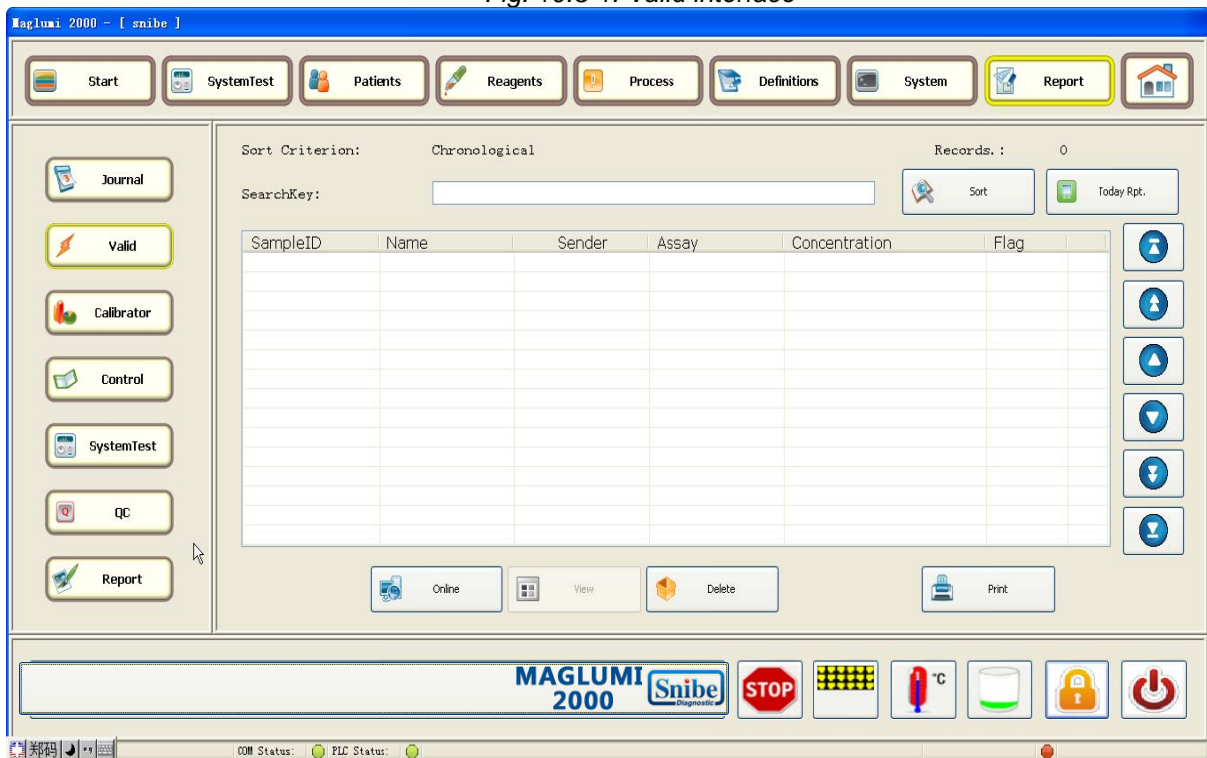 Fig. 10.3-1. Valid interface
Maglumi 2000 - [ snibe ]
Start
SystemTest
Patients
Reagents
Process
Definitions
System
Report
Journal
Valid
Calibrator
Control
SystemTest
QC
Report
Sort Criterion: Chronological Records.: 0
SearchKey:
Sort
Today Rpt.
SampleID Name Sender Assay Concentration Flag
Online
View
Delete
Print
MAGLUMI
2000
Snibe
Diagnostic
STOP
°C
郑码
COM Status: PLC Status: